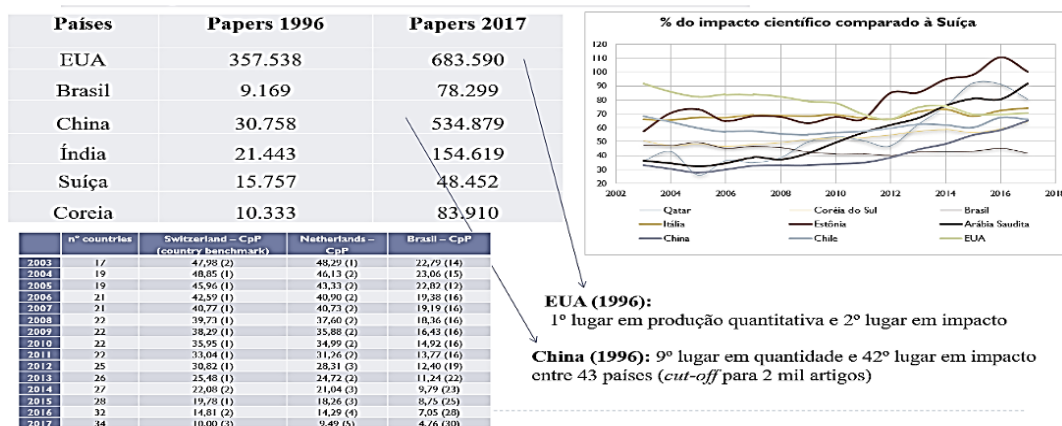 Países Papers 1996 Papers 2017
EUA 357.538 683.590
Brasil 9.169 78.299
China 30.758 534.879
Índia 21.443 154.619
Suíça 15.757 48.452
Coreia 10.333 83.910
% do impacto científico comparado à Suíça
120
110
100
90
80
70
60
50
40
30
20
2002 2004 2006 2008 2010 2012 2014 2016 2018
Qatar Coréia do Sul Brasil
Itália Estônia Arábia Saudita
China Chile EUA
nº countries Switzerland – CpP (country benchmark) Netherlands – CpP Brasil – CpP
2003 17 47,98 (2) 48,29 (1) 22,79 (14)
2004 19 48,85 (1) 46,13 (2) 23,06 (15)
2005 19 45,96 (1) 43,33 (2) 22,82 (12)
2006 21 42,59 (1) 40,90 (2) 19,38 (16)
2007 21 40,77 (1) 40,73 (2) 19,19 (16)
2008 22 39,73 (1) 37,60 (2) 18,36 (16)
2009 22 38,29 (1) 35,88 (2) 16,43 (16)
2010 22 35,95 (1) 34,99 (2) 14,92 (16)
2011 22 33,04 (1) 31,26 (2) 13,77 (16)
2012 25 30,82 (1) 28,31 (3) 12,40 (19)
2013 26 25,48 (1) 24,72 (2) 11,24 (22)
2014 27 22,08 (2) 21,04 (3) 9,79 (23)
2015 28 19,78 (1) 18,26 (3) 8,75 (25)
2016 32 14,81 (2) 14,29 (4) 7,05 (28)
2017 34 10,00 (3) 9,49 (5) 4,76 (30)
EUA (1996):
1º lugar em produção quantitativa e 2º lugar em impacto
China (1996): 9º lugar em quantidade e 42º lugar em impacto
entre 43 países (cut-off para 2 mil artigos)